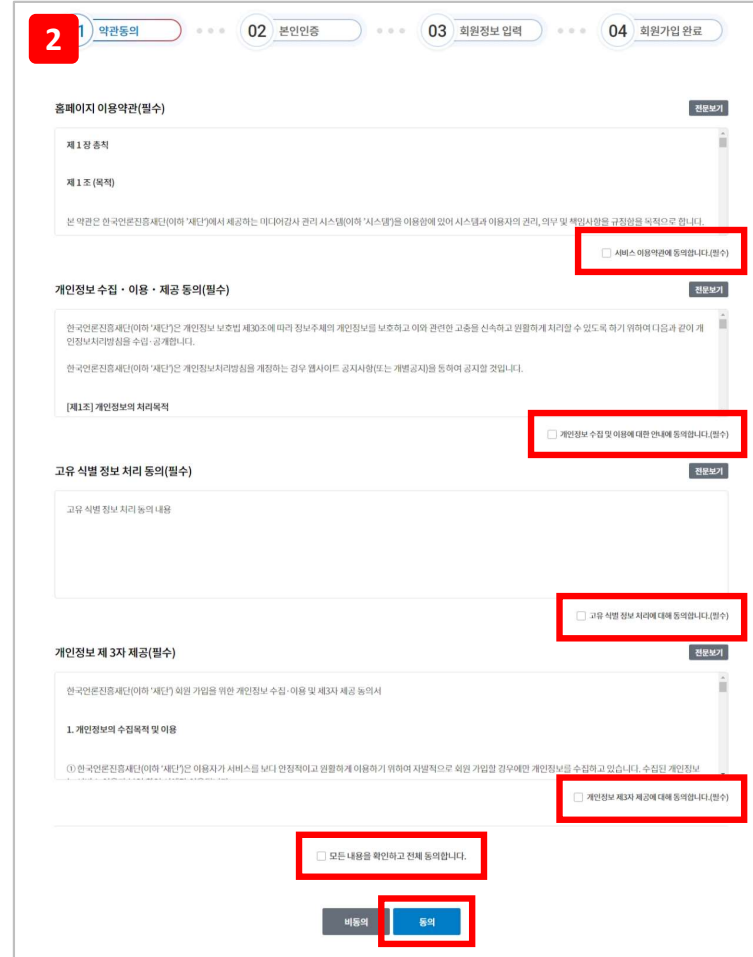 2
1 약관동의
02 본인인증
03 회원정보 입력
04 회원가입 완료
홈페이지 이용약관(필수)
전문보기
제 1 장 총칙
제 1 조 (목적)
본 약관은 한국언론진흥재단(이하 '재단')에서 제공하는 미디어강사 관리 시스템(이하 '시스템')을 이용함에 있어 시스템과 이용자의 권리, 의무 및 책임사항을 규정함을 목적으로 합니다.
서비스 이용약관에 동의합니다.(필수)
개인정보 수집・이용・제공 동의(필수)
전문보기
한국언론진흥재단(이하 '재단')은 개인정보 보호법 제30조에 따라 정보주체의 개인정보를 보호하고 이와 관련한 고충을 신속하고 원활하게 처리할 수 있도록 하기 위하여 다음과 같이 개
인정보처리방침을 수립·공개합니다.
한국언론진흥재단(이하 '재단')은 개인정보처리방침을 개정하는 경우 웹사이트 공지사항(또는 개별공지)을 통하여 공지할 것입니다.
[제1조] 개인정보의 처리목적
개인정보 수집 및 이용에 대한 안내에 동의합니다.(필수)
고유 식별 정보 처리 동의(필수)
전문보기
고유 식별 정보 처리 동의 내용
고유 식별 정보 처리에 대해 동의합니다.(필수)
개인정보 제 3자 제공(필수)
전문보기
한국언론진흥재단(이하 '재단') 회원 가입을 위한 개인정보 수집·이용 및 제3자 제공 동의서
1. 개인정보의 수집목적 및 이용
① 한국언론진흥재단(이하 '재단')은 이용자가 서비스를 보다 안정적이고 원활하게 이용하기 위하여 자발적으로 회원 가입할 경우에만 개인정보를 수집하고 있습니다. 수집된 개인정보
개인정보 제3자 제공에 대해 동의합니다.(필수)
모든 내용을 확인하고 전체 동의합니다.
비동의
동의